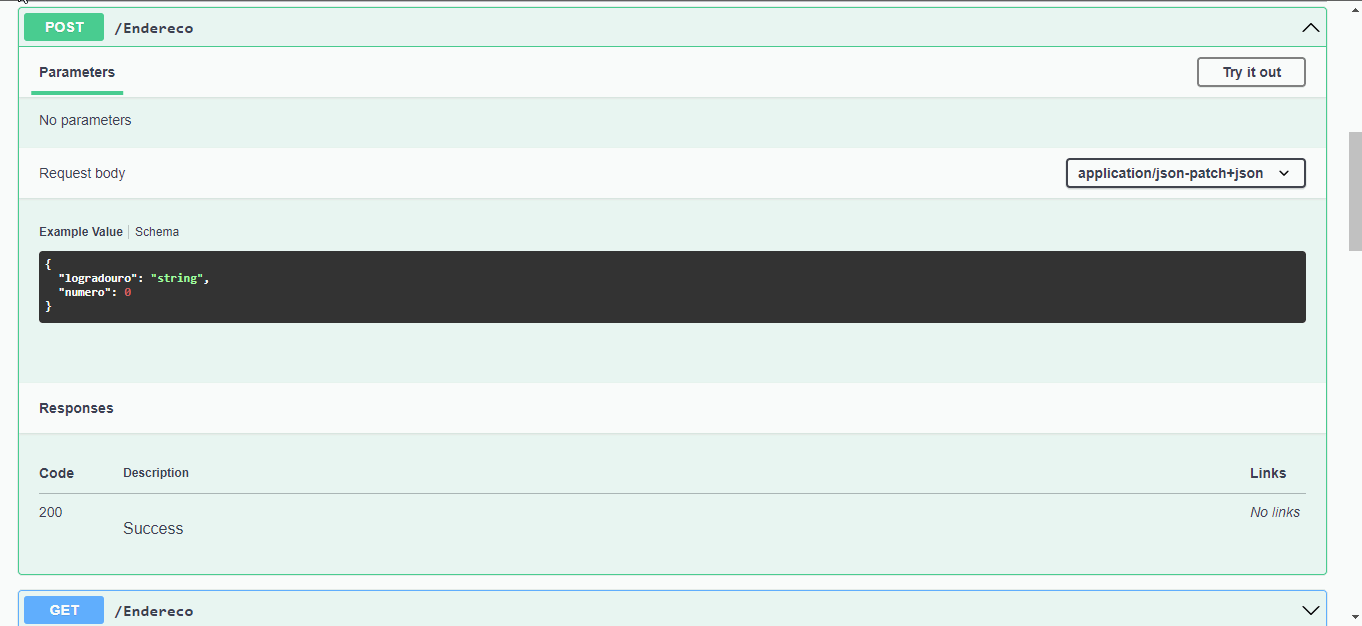 POST /Endereco
Parameters Try it out
No parameters
Request body application/json-patch+json
Example Value Schema
{
  "logradouro": "string",
  "numero": 0
}
Responses
Code Description Links
200 Success No links
GET /Endereco